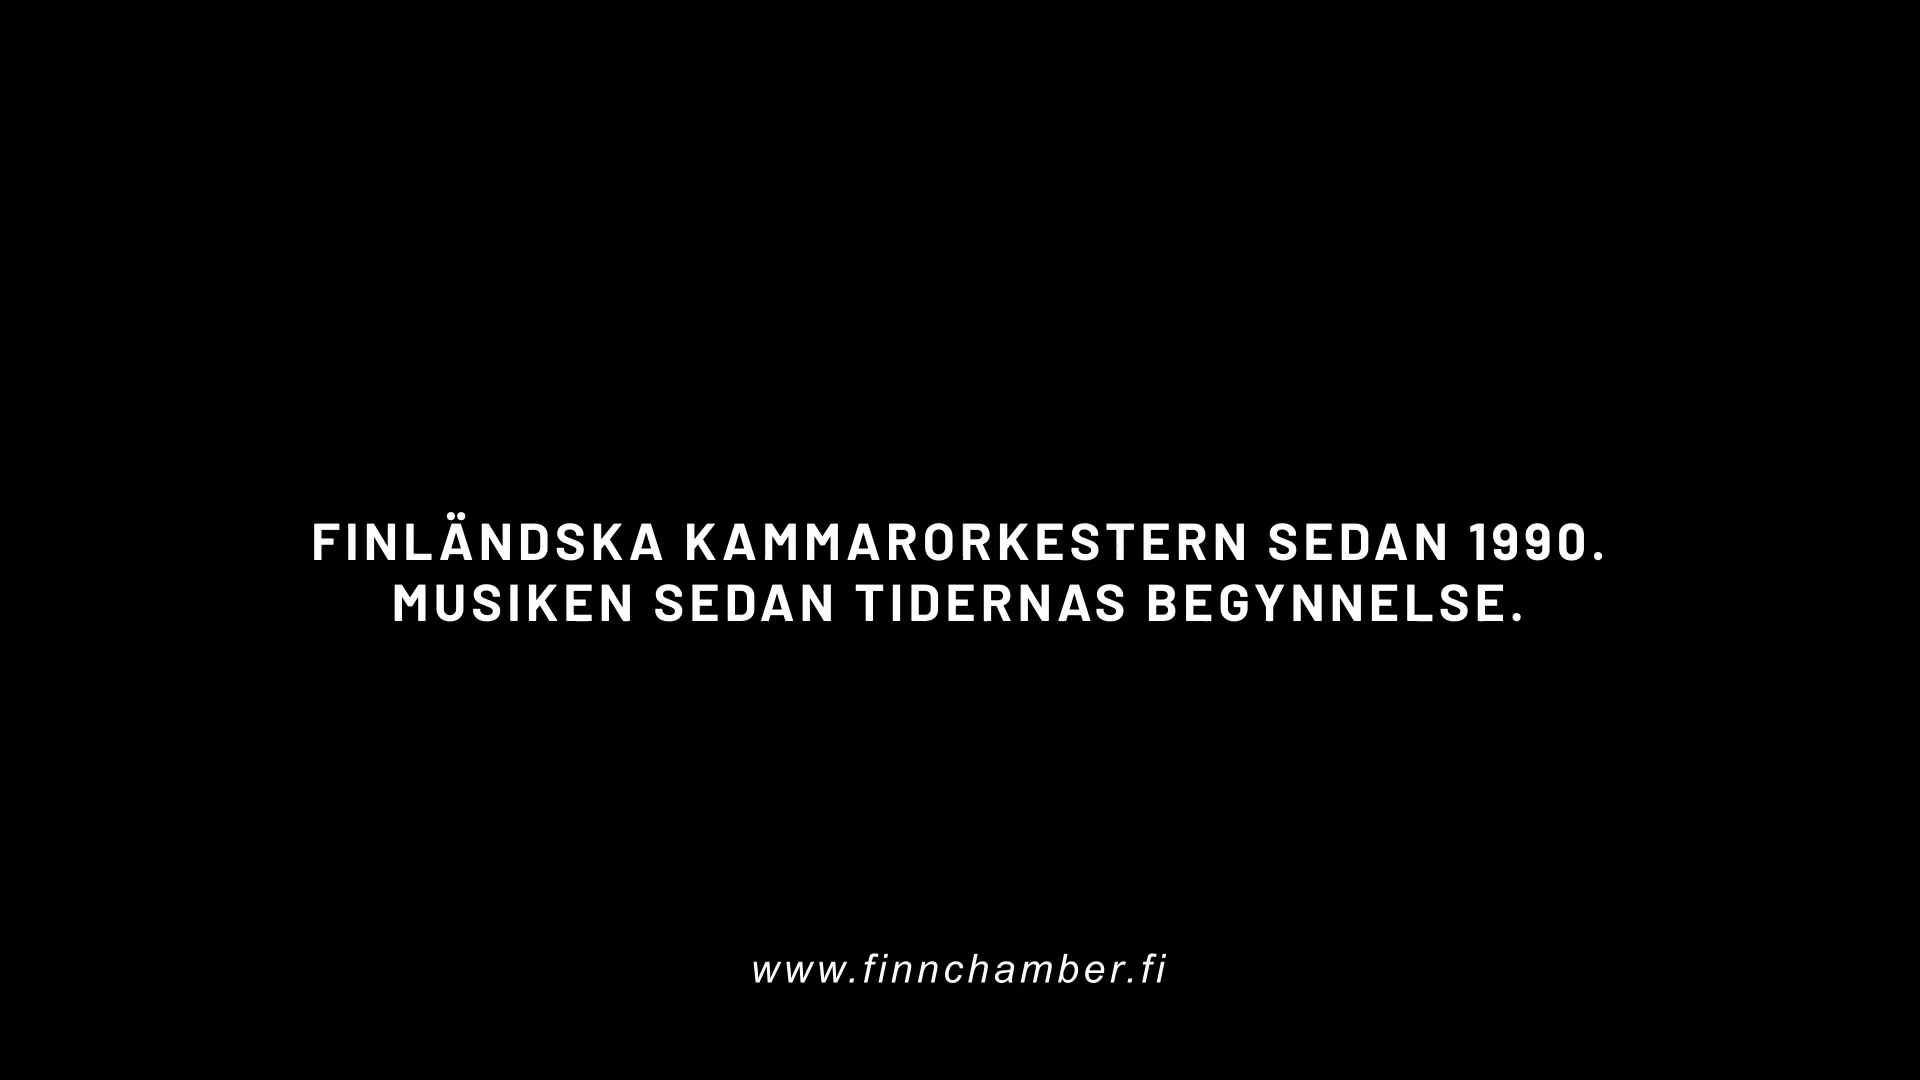 FINLÄNDSKA KAMMARORKESTERN SEDAN 1990.
MUSIKEN SEDAN TIDERNAS BEGYNNELSE.
www.finnchamber.fi